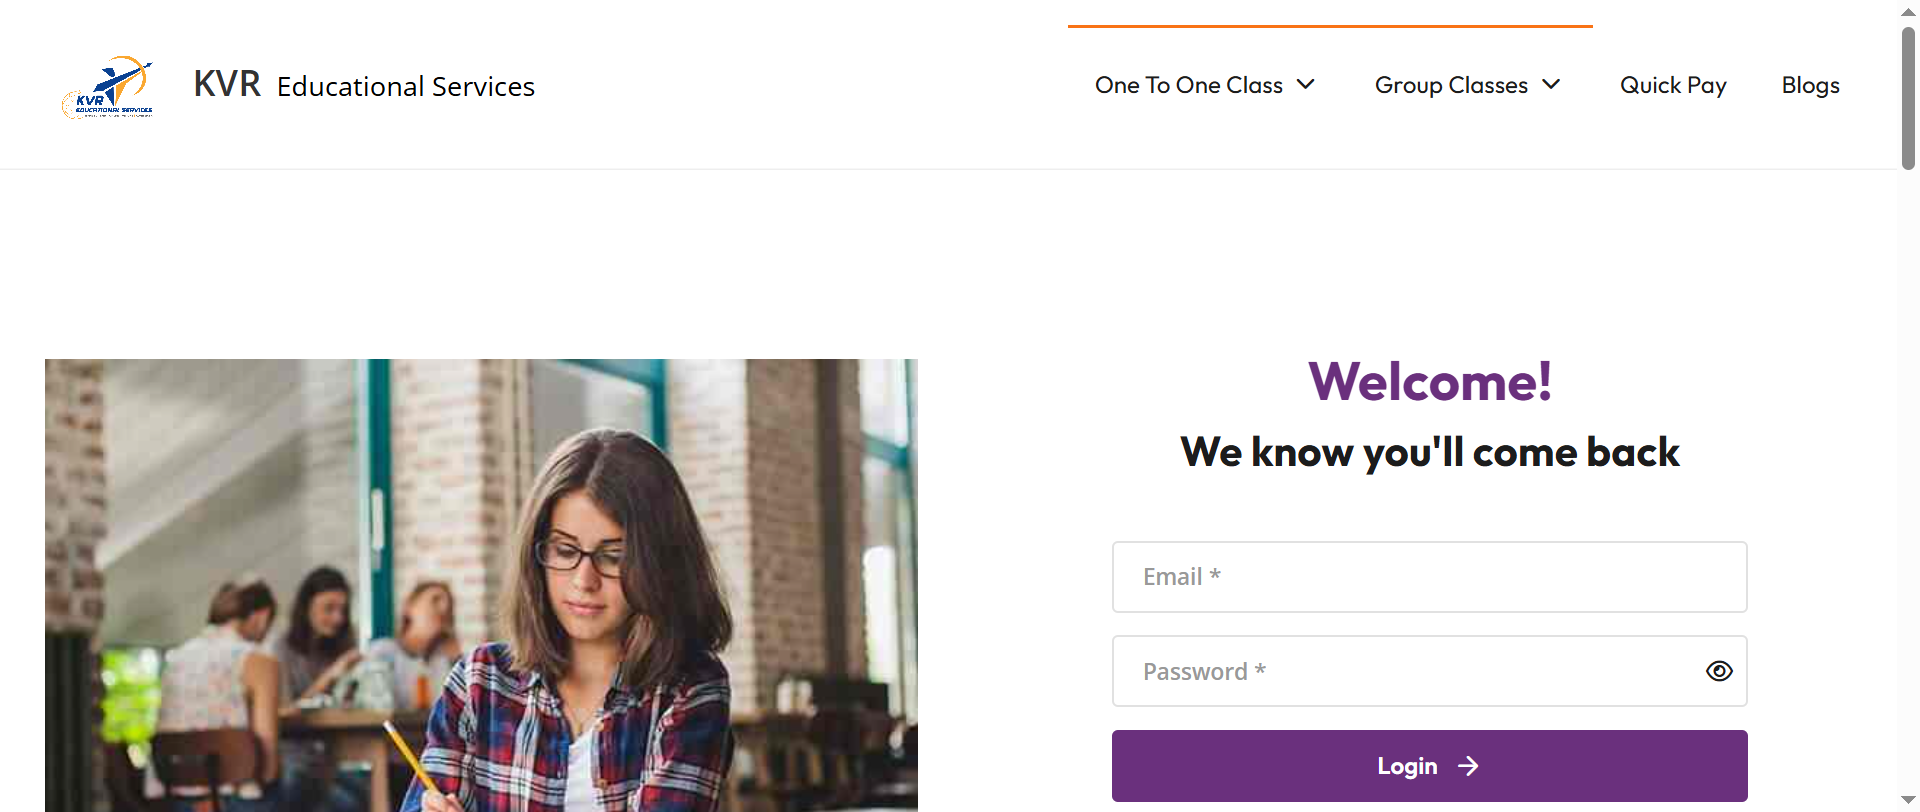 KVR
EDUCATIONAL SERVICES
KVR Educational Services
One To One Class
Group Classes
Quick Pay
Blogs
Welcome!
We know you'll come back
Email *
Password *
Login